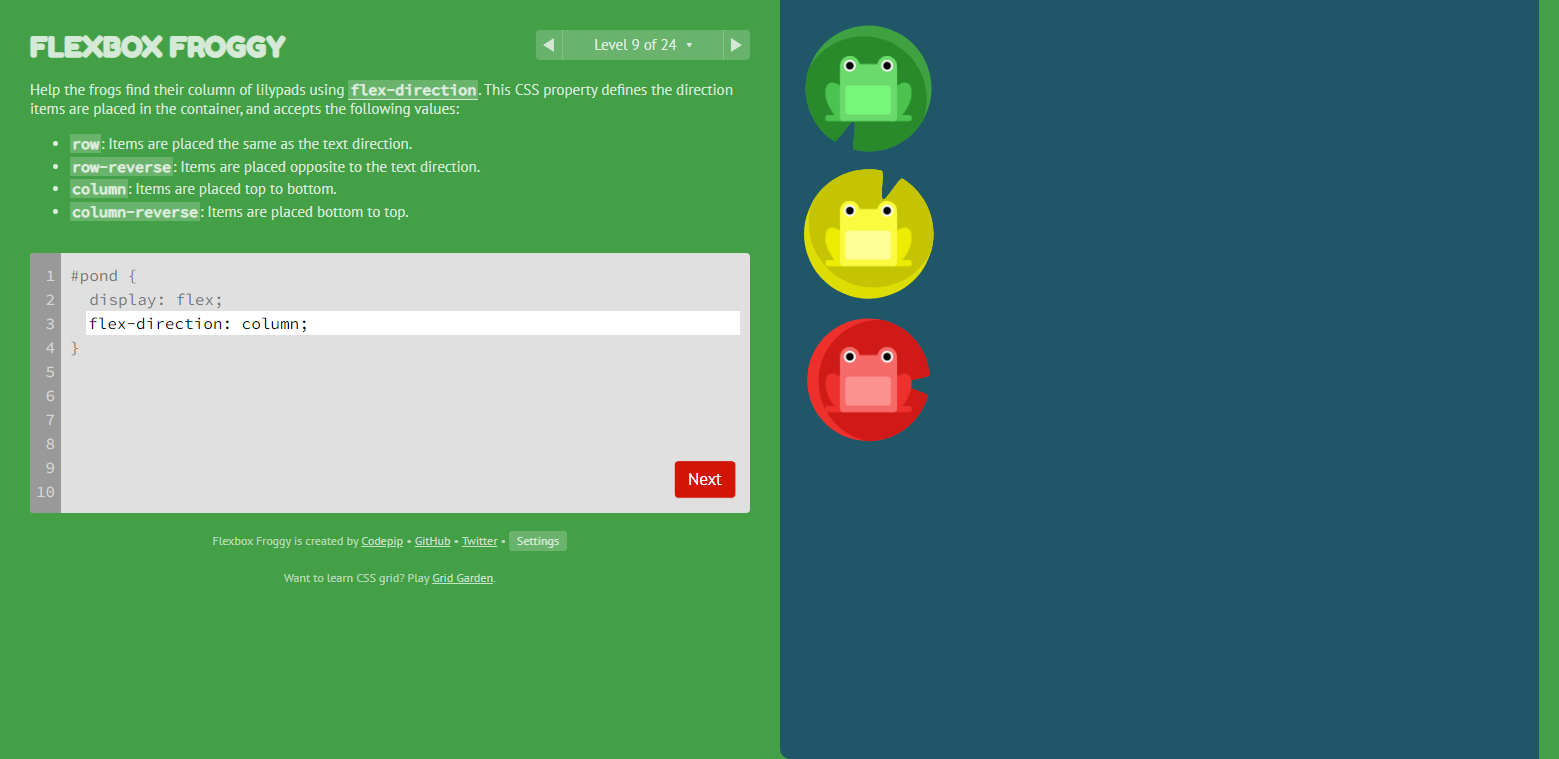 FLEXBOX FROGGY
Level 9 of 24
Help the frogs find their column of lilypads using flex-direction. This CSS property defines the direction
items are placed in the container, and accepts the following values:
• row: Items are placed the same as the text direction.
• row-reverse: Items are placed opposite to the text direction.
• column: Items are placed top to bottom.
• column-reverse: Items are placed bottom to top.
1 #pond {
2 display: flex;
3 flex-direction: column;
4 }
5
6
7
8
9
10
Next
Flexbox Froggy is created by Codepip • GitHub • Twitter • Settings
Want to learn CSS grid? Play Grid Garden.